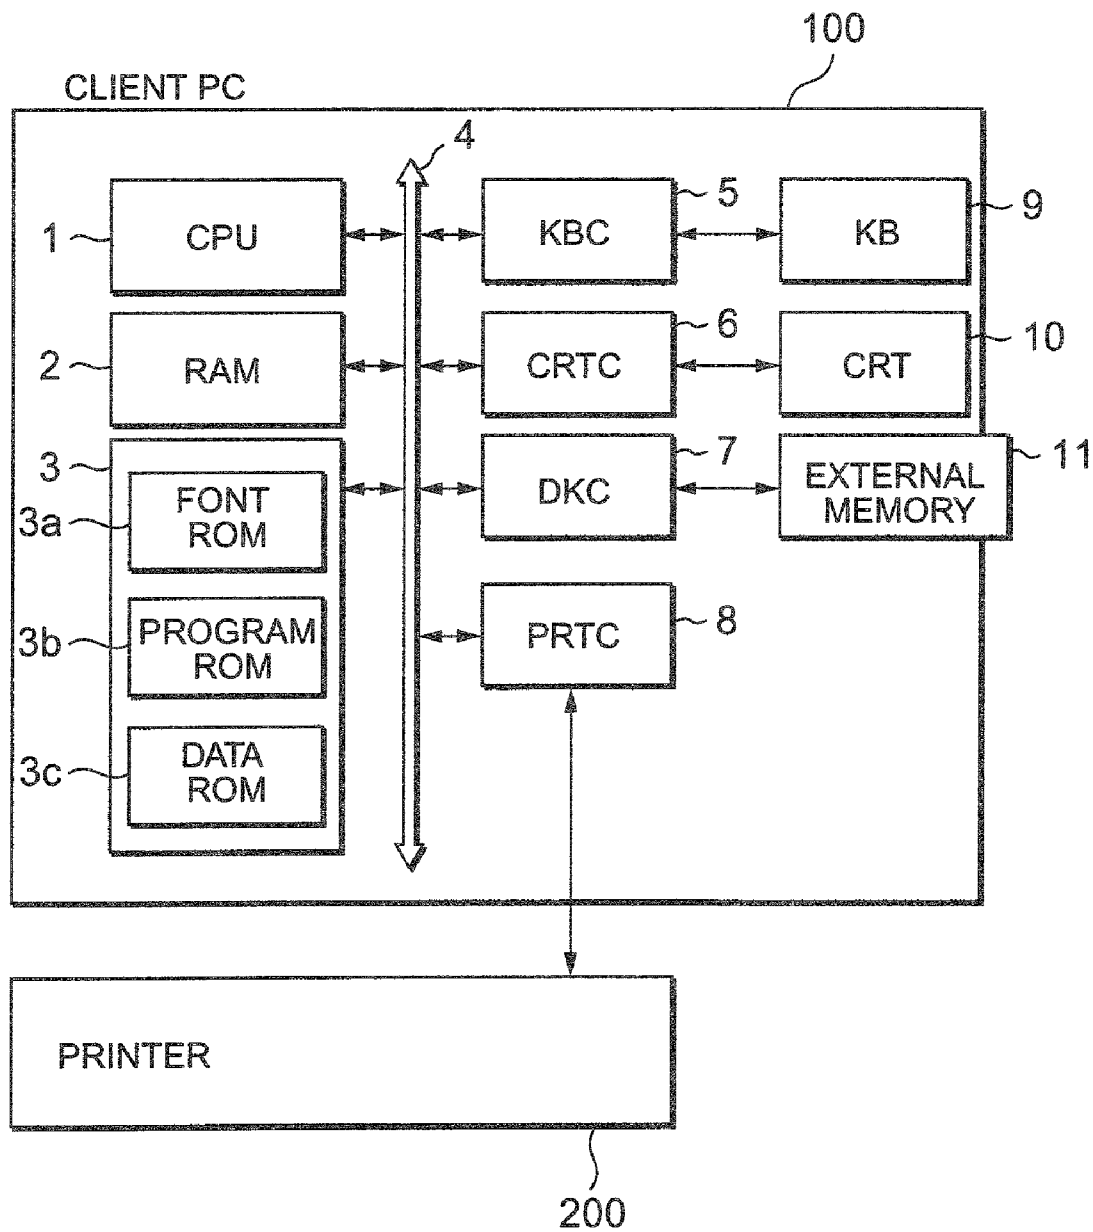 100
CLIENT PC
4
1
CPU
5
KBC
9
KB
2
RAM
6
CRTC
10
CRT
3
7
DKC
11
EXTERNAL
MEMORY
3a
FONT
ROM
3b
PROGRAM
ROM
8
PRTC
3c
DATA
ROM
PRINTER
200